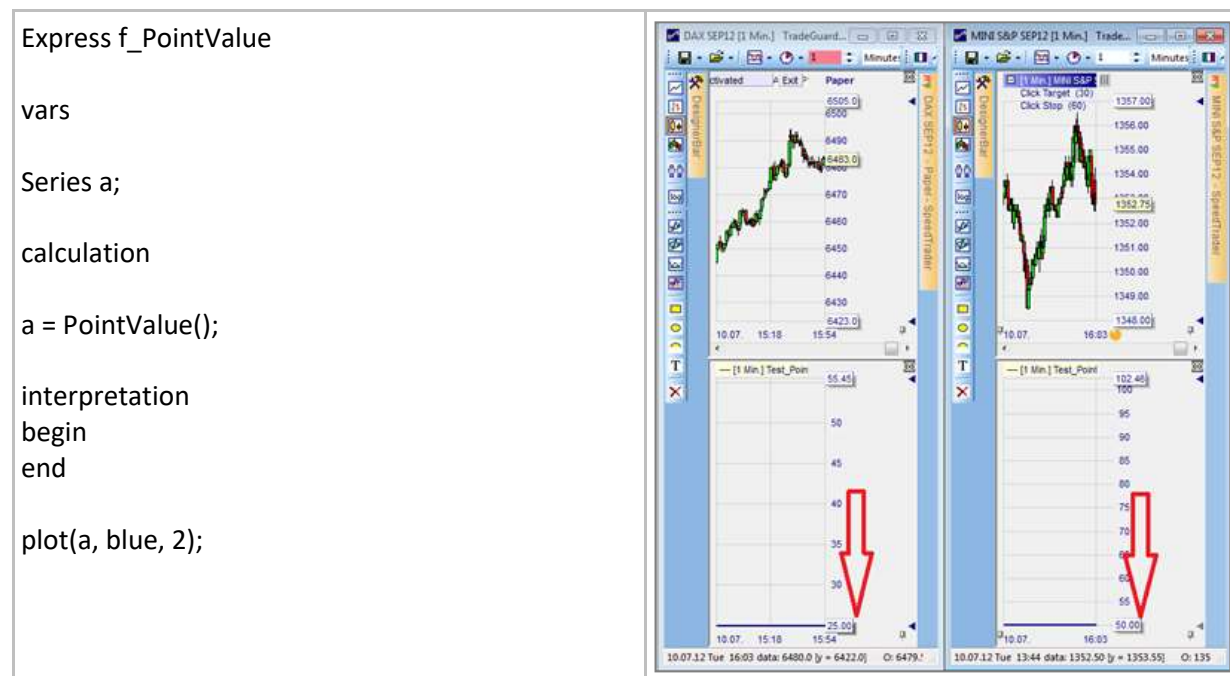 Express f_PointValue
vars
Series a;
calculation
a = PointValue();
interpretation
begin
end
plot(a, blue, 2);
DAX SEP12 [1 Min.] TradeGuard...
1 Minutes
DesignerBar
ctivated Exit Paper
6505.0
6500
6490
6483.0
6480
6470
6460
6450
6440
6430
6423.0
10.07. 15:18 15:54
DAX SEP12 - Paper - SpeedTrader
[1 Min.] Test_Poin
55.45
50
45
40
35
30
25.00
10.07. 15:18 15:54
10.07.12 Tue 16:03 data: 6480.0 [y = 6422.0] O: 6479.
MINI S&P SEP12 [1 Min.] Trade...
1 Minutes
DesignerBar
[1 Min.] MINI S&P
Click Target (30)
Click Stop (60)
1357.00
1356.00
1355.00
1354.00
1352.75
1352.00
1351.00
1350.00
1349.00
1348.00
10.07. 16:03
MINI S&P SEP12 - SpeedTrader
[1 Min.] Test_Point
102.46
100
95
90
85
80
75
70
65
60
55
50.00
10.07. 16:03
10.07.12 Tue 13:44 data: 1352.50 [y = 1353.55] O: 135